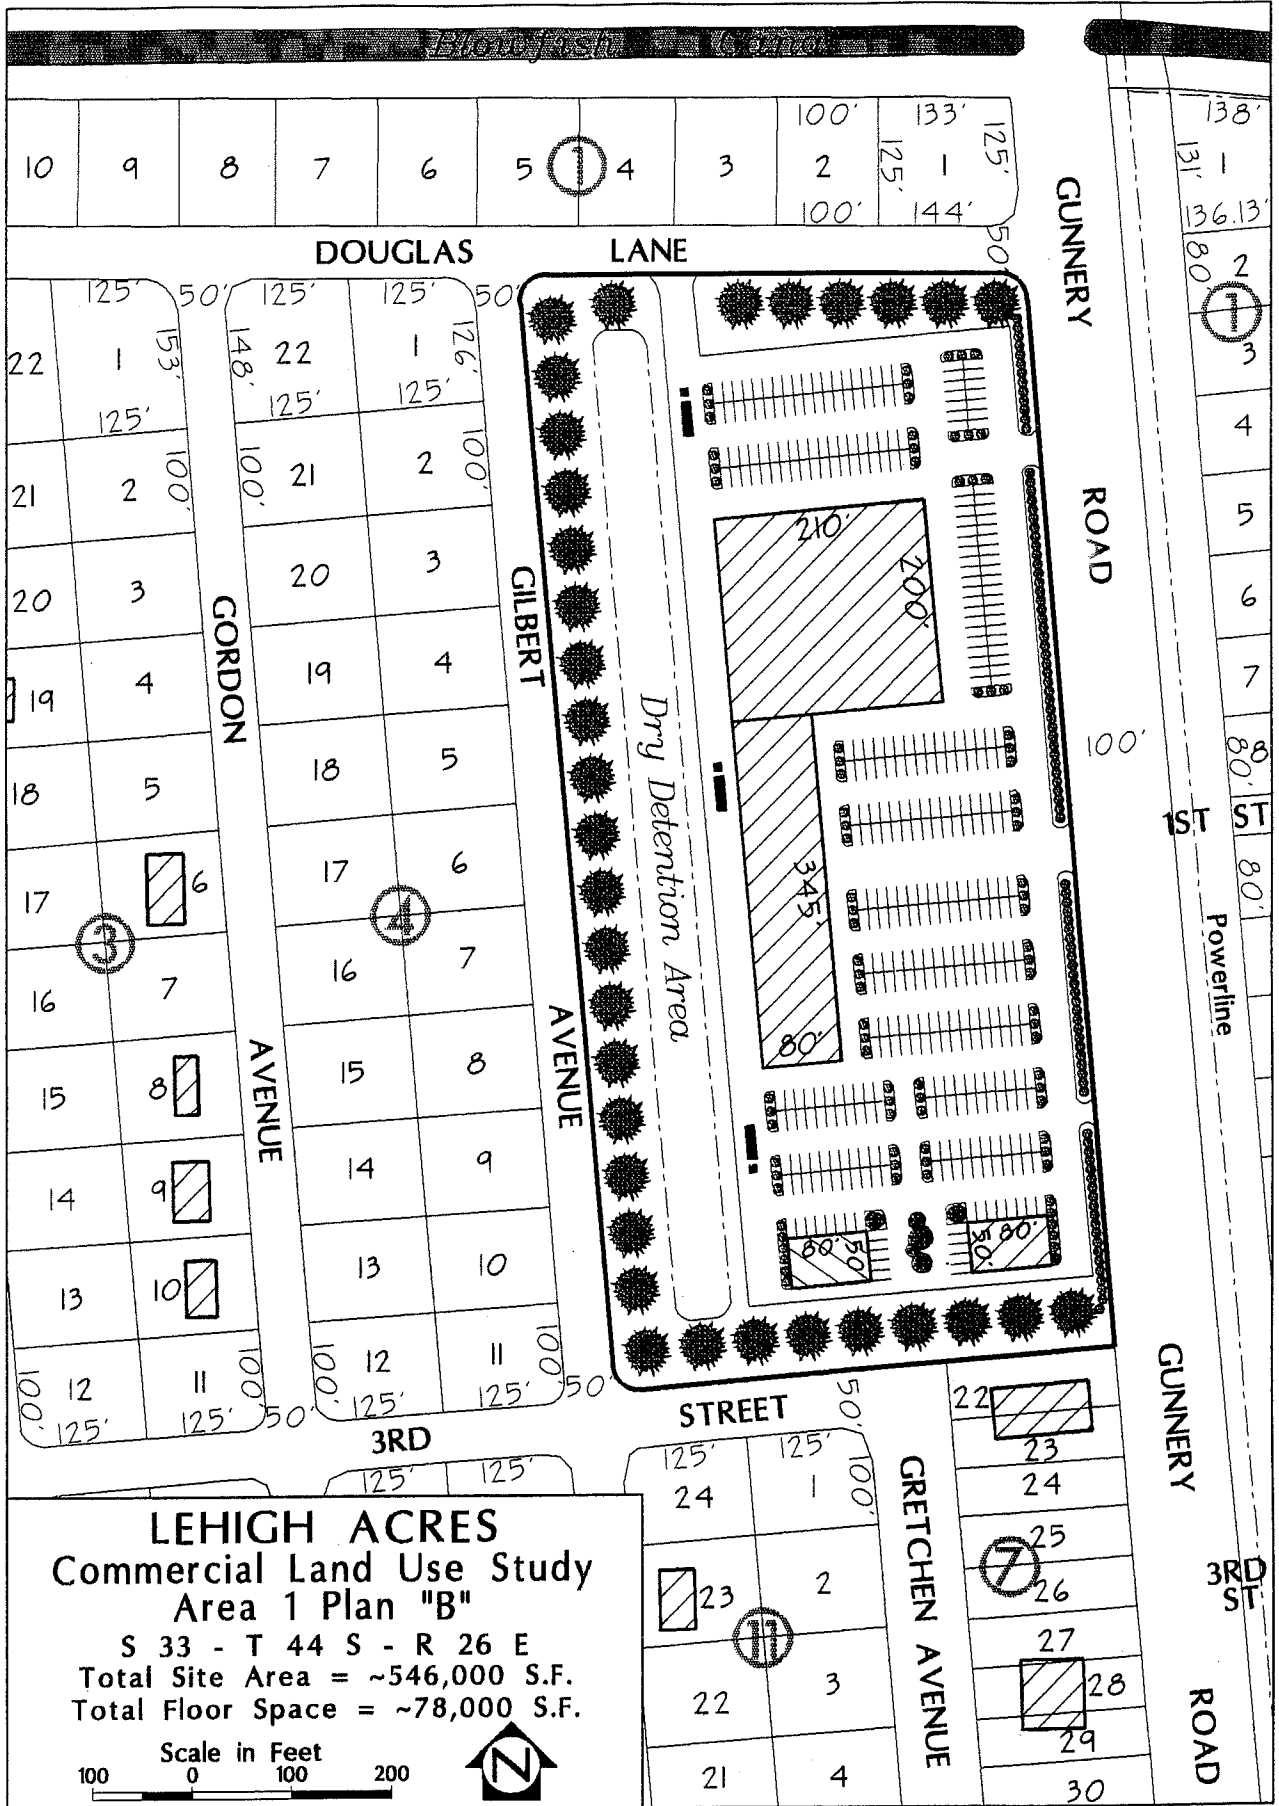 Blowfish Canal
100' 133' 125' 138'
10 9 8 7 6 5 1 4 3 2 125' 1 131' 1
100' 144' 136.13'
DOUGLAS LANE 50' GUNNERY 80' 2
125' 50' 125' 125' 50' 1
22 1 153' 148' 22 1 126' 3
125' 125' 125' 4
21 2 100' 100' 21 2 100' ROAD 5
210' 200'
20 3 GORDON 20 3 GILBERT 6
19 4 19 4 7
Dry Detention Area
18 5 18 5 100' 8 80'
1ST ST
17 6 17 6 345' 80'
3 4 Powerline
16 7 16 7 80'
AVENUE AVENUE
15 8 15 8
14 9 14 9
80' 50' 50' 80'
13 10 13 10
100' 12 11 100' 100' 12 11 100' 50' 22
125' 125' 50' 125' 125' STREET 50' GUNNERY
3RD 23
125' 125' 125' 125' 100' 24
24 1 GRETCHEN AVENUE 25
7
23 2 26 3RD ST
11 27
22 3 28 ROAD
29
21 4 30
LEHIGH ACRES
Commercial Land Use Study
Area 1 Plan "B"
S 33 - T 44 S - R 26 E
Total Site Area = ~546,000 S.F.
Total Floor Space = ~78,000 S.F.
Scale in Feet
100 0 100 200
N